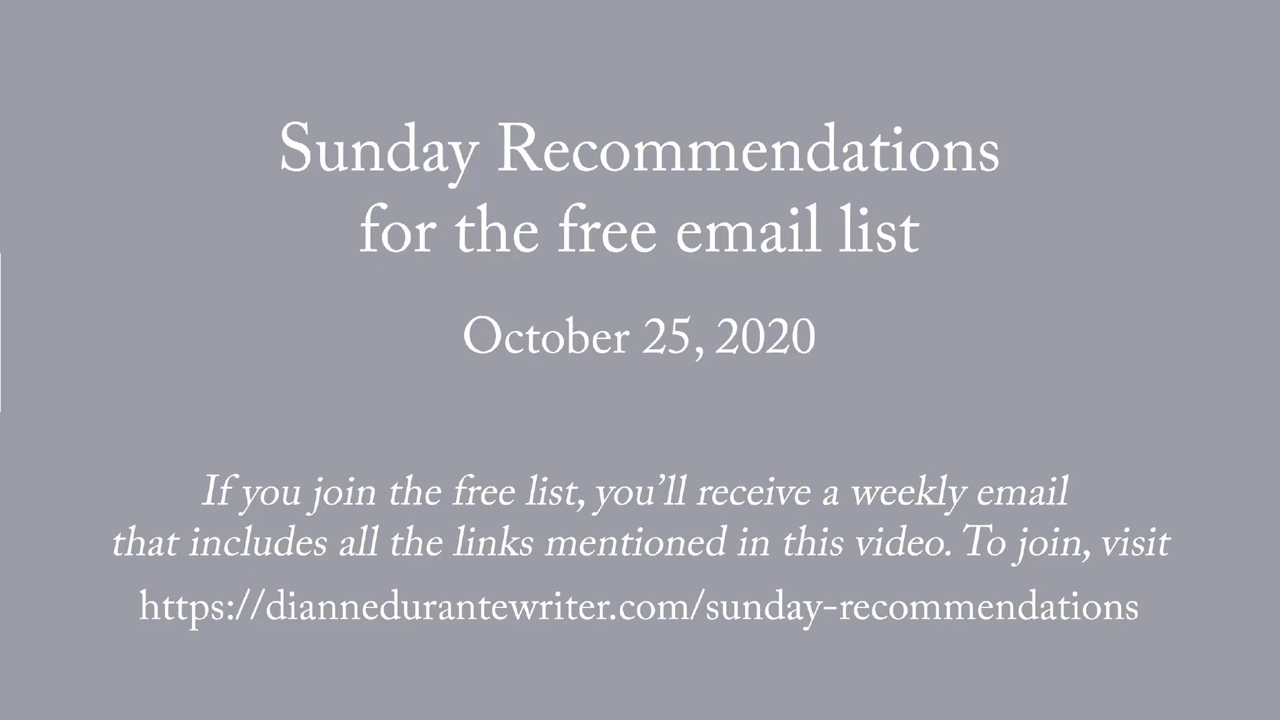 Sunday Recommendations
for the free email list
October 25, 2020
If you join the free list, you’ll receive a weekly email
that includes all the links mentioned in this video. To join, visit
https://diannedurantewriter.com/sunday-recommendations